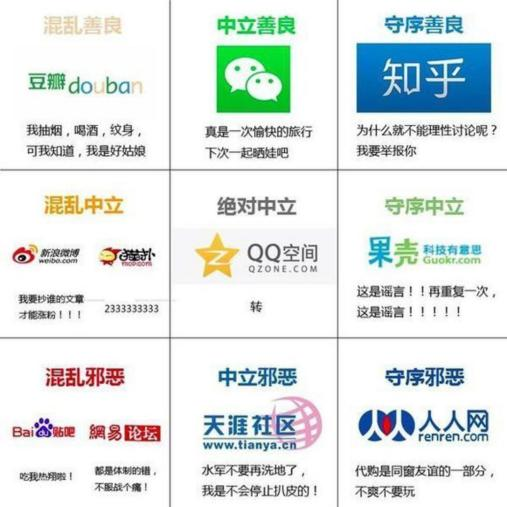 混乱善良
中立善良
守序善良
豆瓣douban
知乎
我抽烟，喝酒，纹身，
可我知道，我是好姑娘
真是一次愉快的旅行
下次一起晒娃吧
为什么就不能理性讨论呢？
我要举报你
混乱中立
绝对中立
守序中立
新浪微博
weibo.com
猫扑
mop.com
QQ空间
QZONE.COM
果壳
科技有意思
Guokr.com
我要抄谁的文章
才能涨粉！！！
2333333333
转
这是谣言！！再重复一次，
这是谣言！！！！！
混乱邪恶
中立邪恶
守序邪恶
Bai 贴吧
網易论坛
天涯社区
www.tianya.cn
人人网
renren.com
吃我热翔啦！
都是体制的错，
不服战个痛！
水军不要再洗地了，
我是不会停止扒皮的！
代购是同窗友谊的一部分，
不爽不要玩